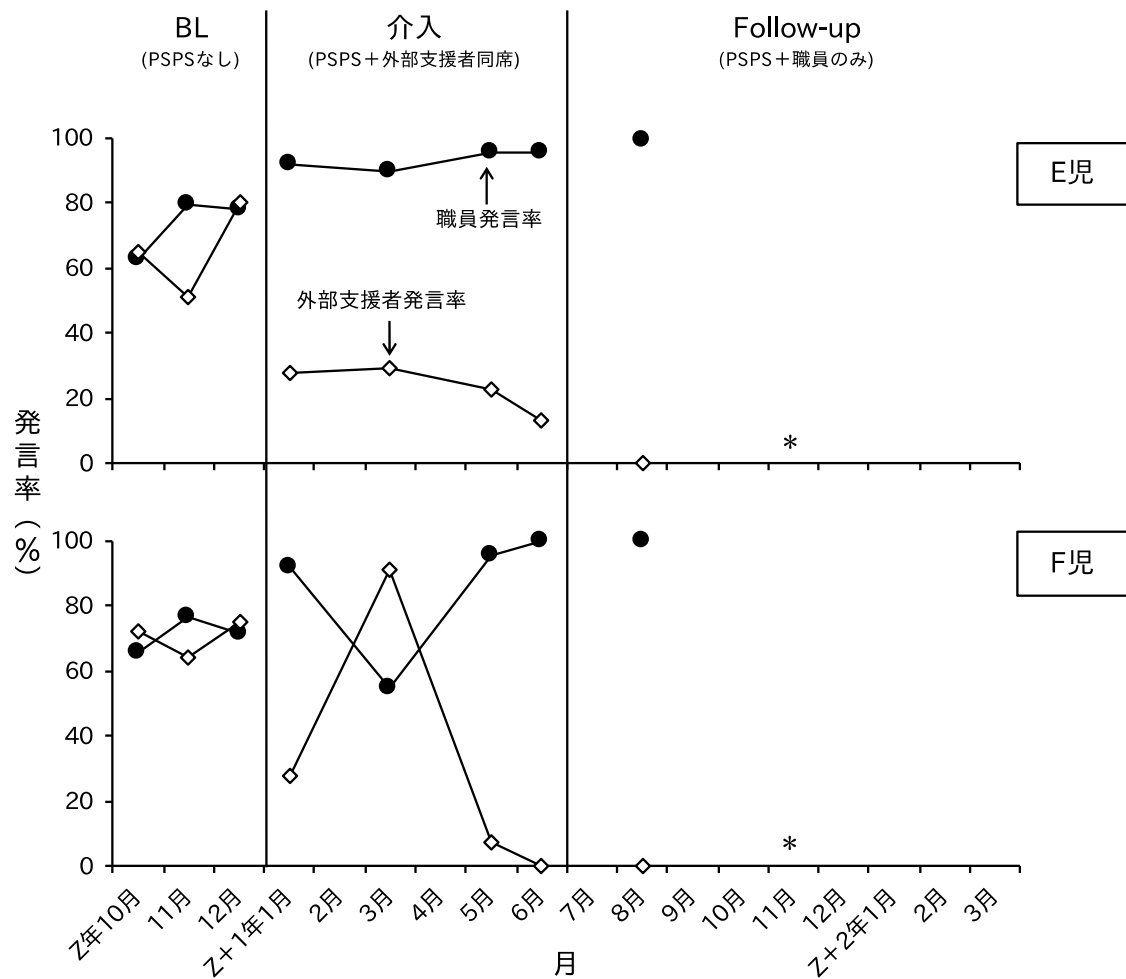 BL
(PSPSなし)
介入
(PSPS＋外部支援者同席)
Follow-up
(PSPS＋職員のみ)
100
80
60
40
20
0
職員発言率
外部支援者発言率
*
E児
発言率(%)
100
80
60
40
20
0
*
F児
Z年10月
11月
12月
Z＋1年1月
2月
3月
4月
5月
6月
7月
8月
9月
10月
11月
12月
Z＋2年1月
2月
3月
月